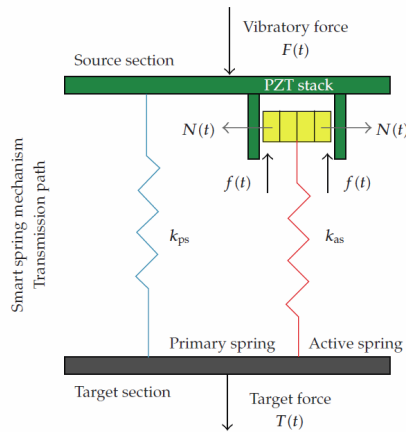 Vibratory force
F(t)
Source section
PZT stack
N(t)
N(t)
f(t)
f(t)
Smart spring mechanism
Transmission path
kps
kas
Primary spring
Active spring
Target section
Target force
T(t)